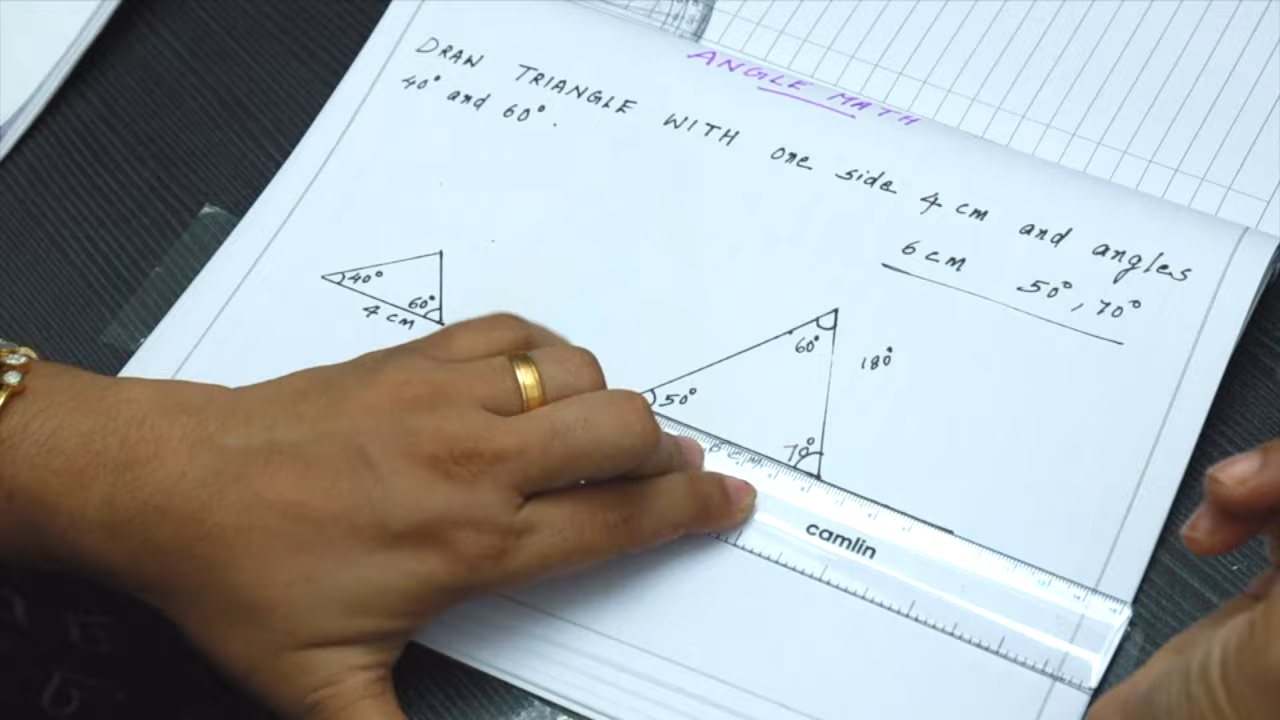 ANGLE MATH
DRAW TRIANGLE WITH one side 4 cm and angles
40° and 60°.
6 cm 50°, 70°
40°
60°
4 cm
60°
180°
50°
70°
camlin